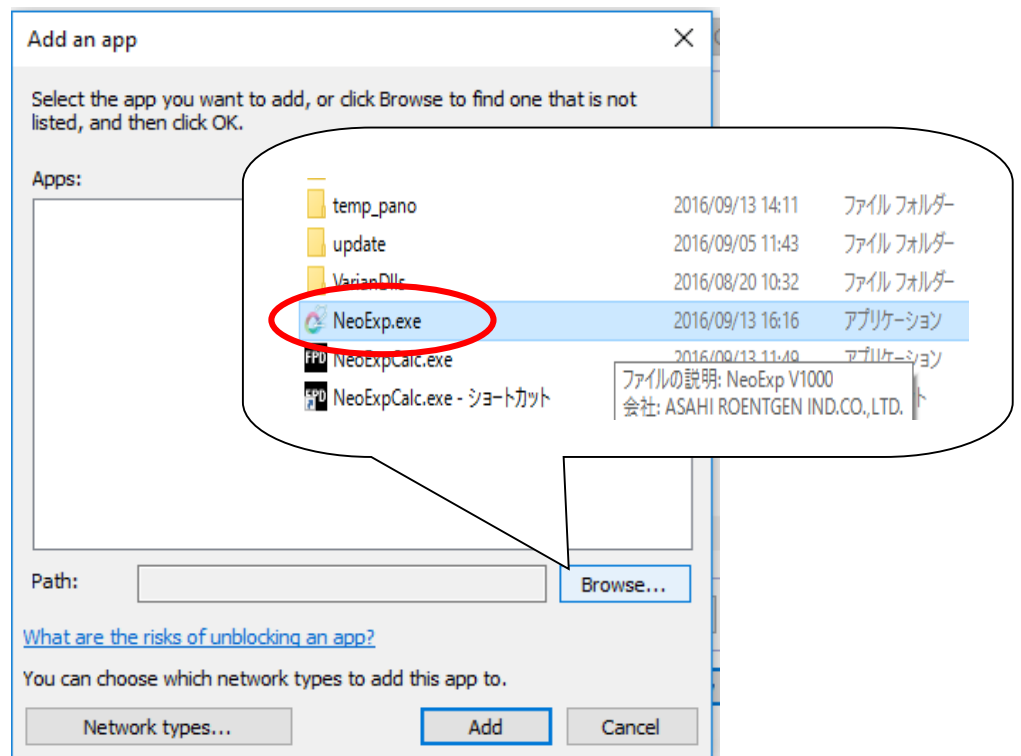 Add an app
Select the app you want to add, or click Browse to find one that is not
listed, and then click OK.
Apps:
temp_pano 2016/09/13 14:11 ファイル フォルダー
update 2016/09/05 11:43 ファイル フォルダー
VarianDlls 2016/08/20 10:32 ファイル フォルダー
NeoExp.exe 2016/09/13 16:16 アプリケーション
FPD NeoExpCalc.exe 2016/09/13 11:49 アプリケーション
FPD NeoExpCalc.exe - ショートカット
ファイルの説明: NeoExp V1000
会社: ASAHI ROENTGEN IND.CO.,LTD.
Path:
Browse...
What are the risks of unblocking an app?
You can choose which network types to add this app to.
Network types...
Add
Cancel